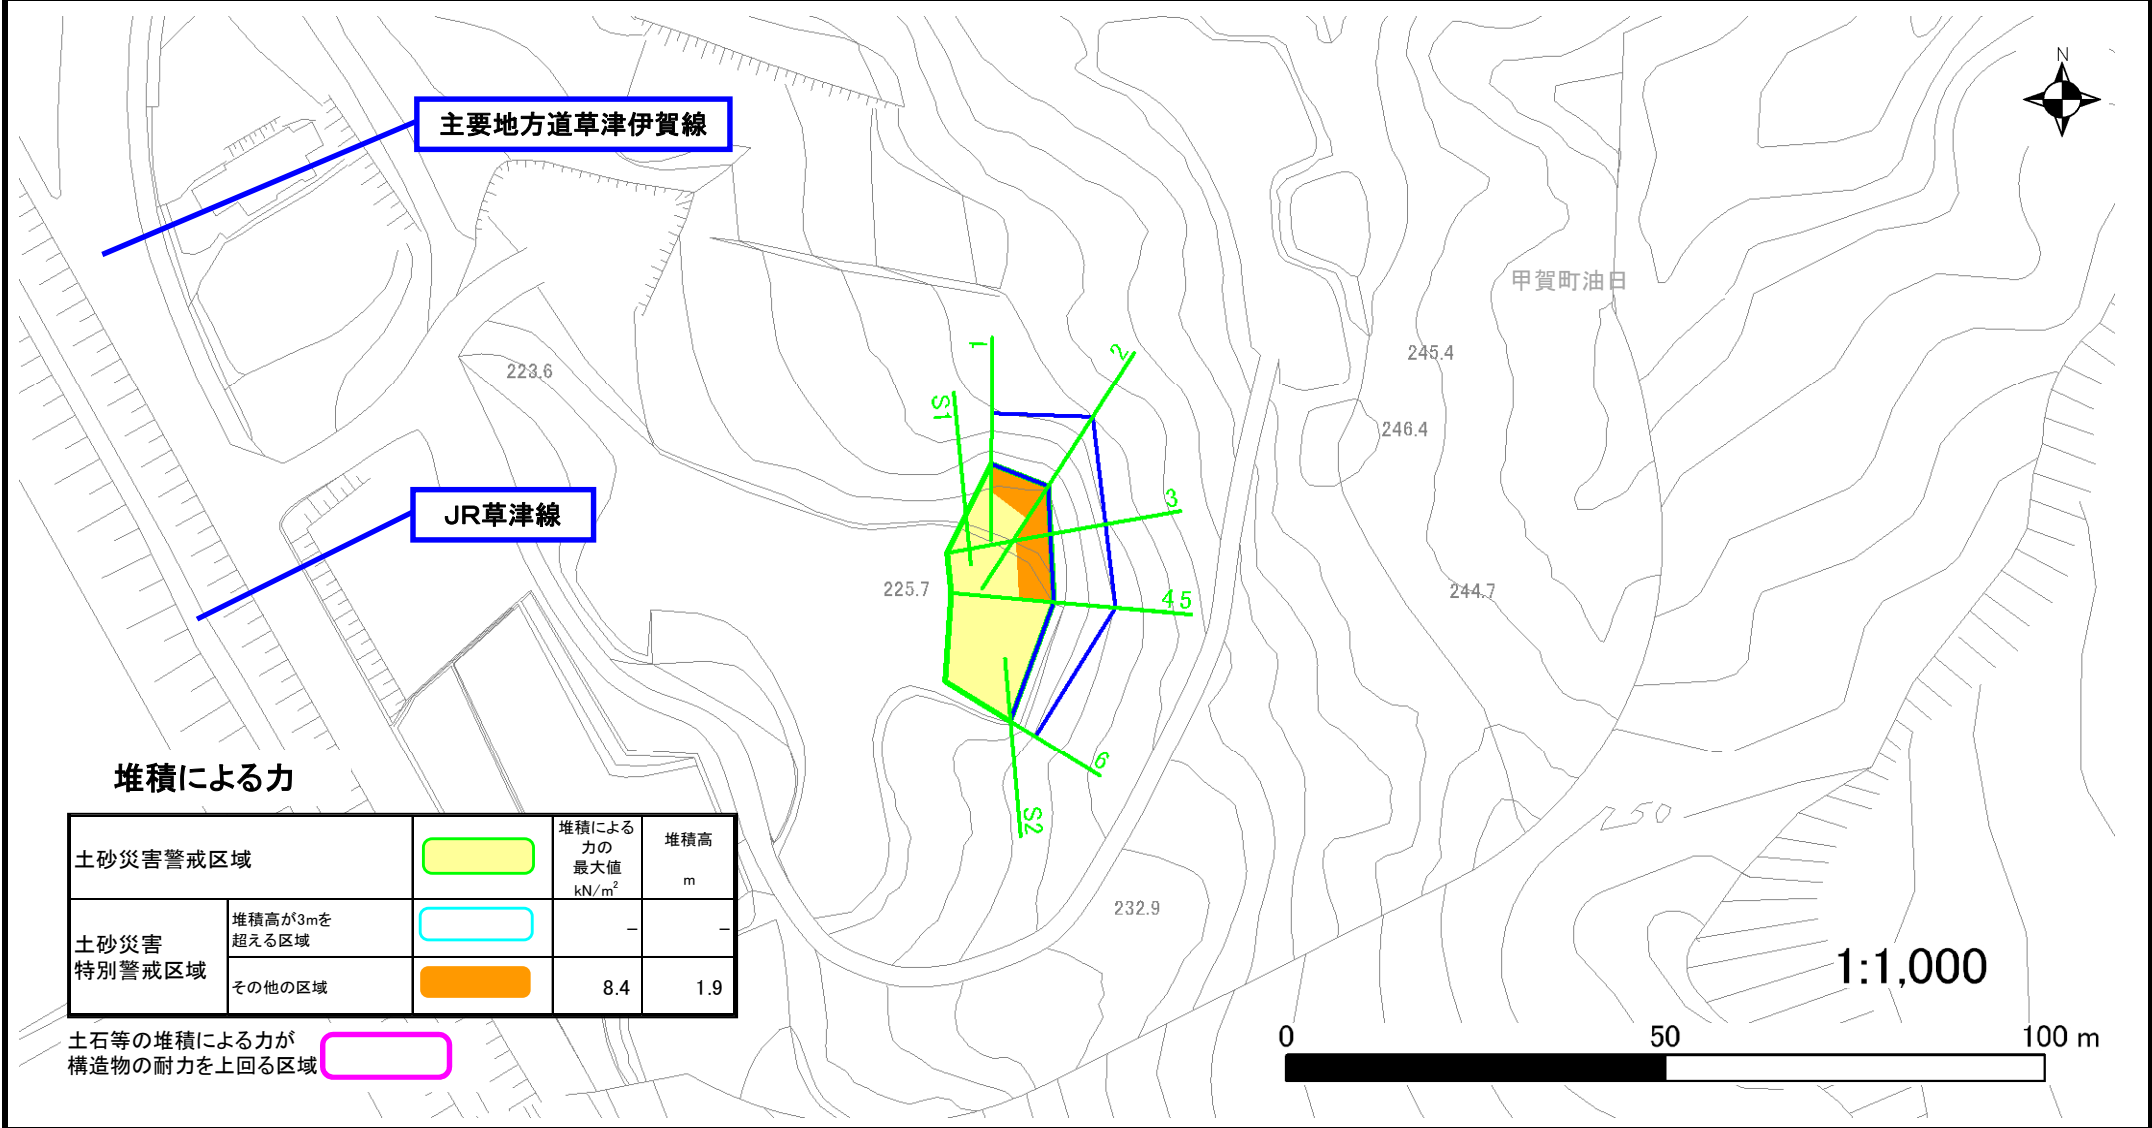 N
主要地方道草津伊賀線
甲賀町油日
245.4
223.6
1
2
S1
246.4
3
JR草津線
225.7
4 5
244.7
6
S2
232.9
堆積による力
土砂災害警戒区域
堆積による
力の
最大値
kN/m²
堆積高
m
土砂災害
特別警戒区域
堆積高が3mを
超える区域
–
–
その他の区域
8.4
1.9
土石等の堆積による力が
構造物の耐力を上回る区域
1:1,000
0 50 100 m